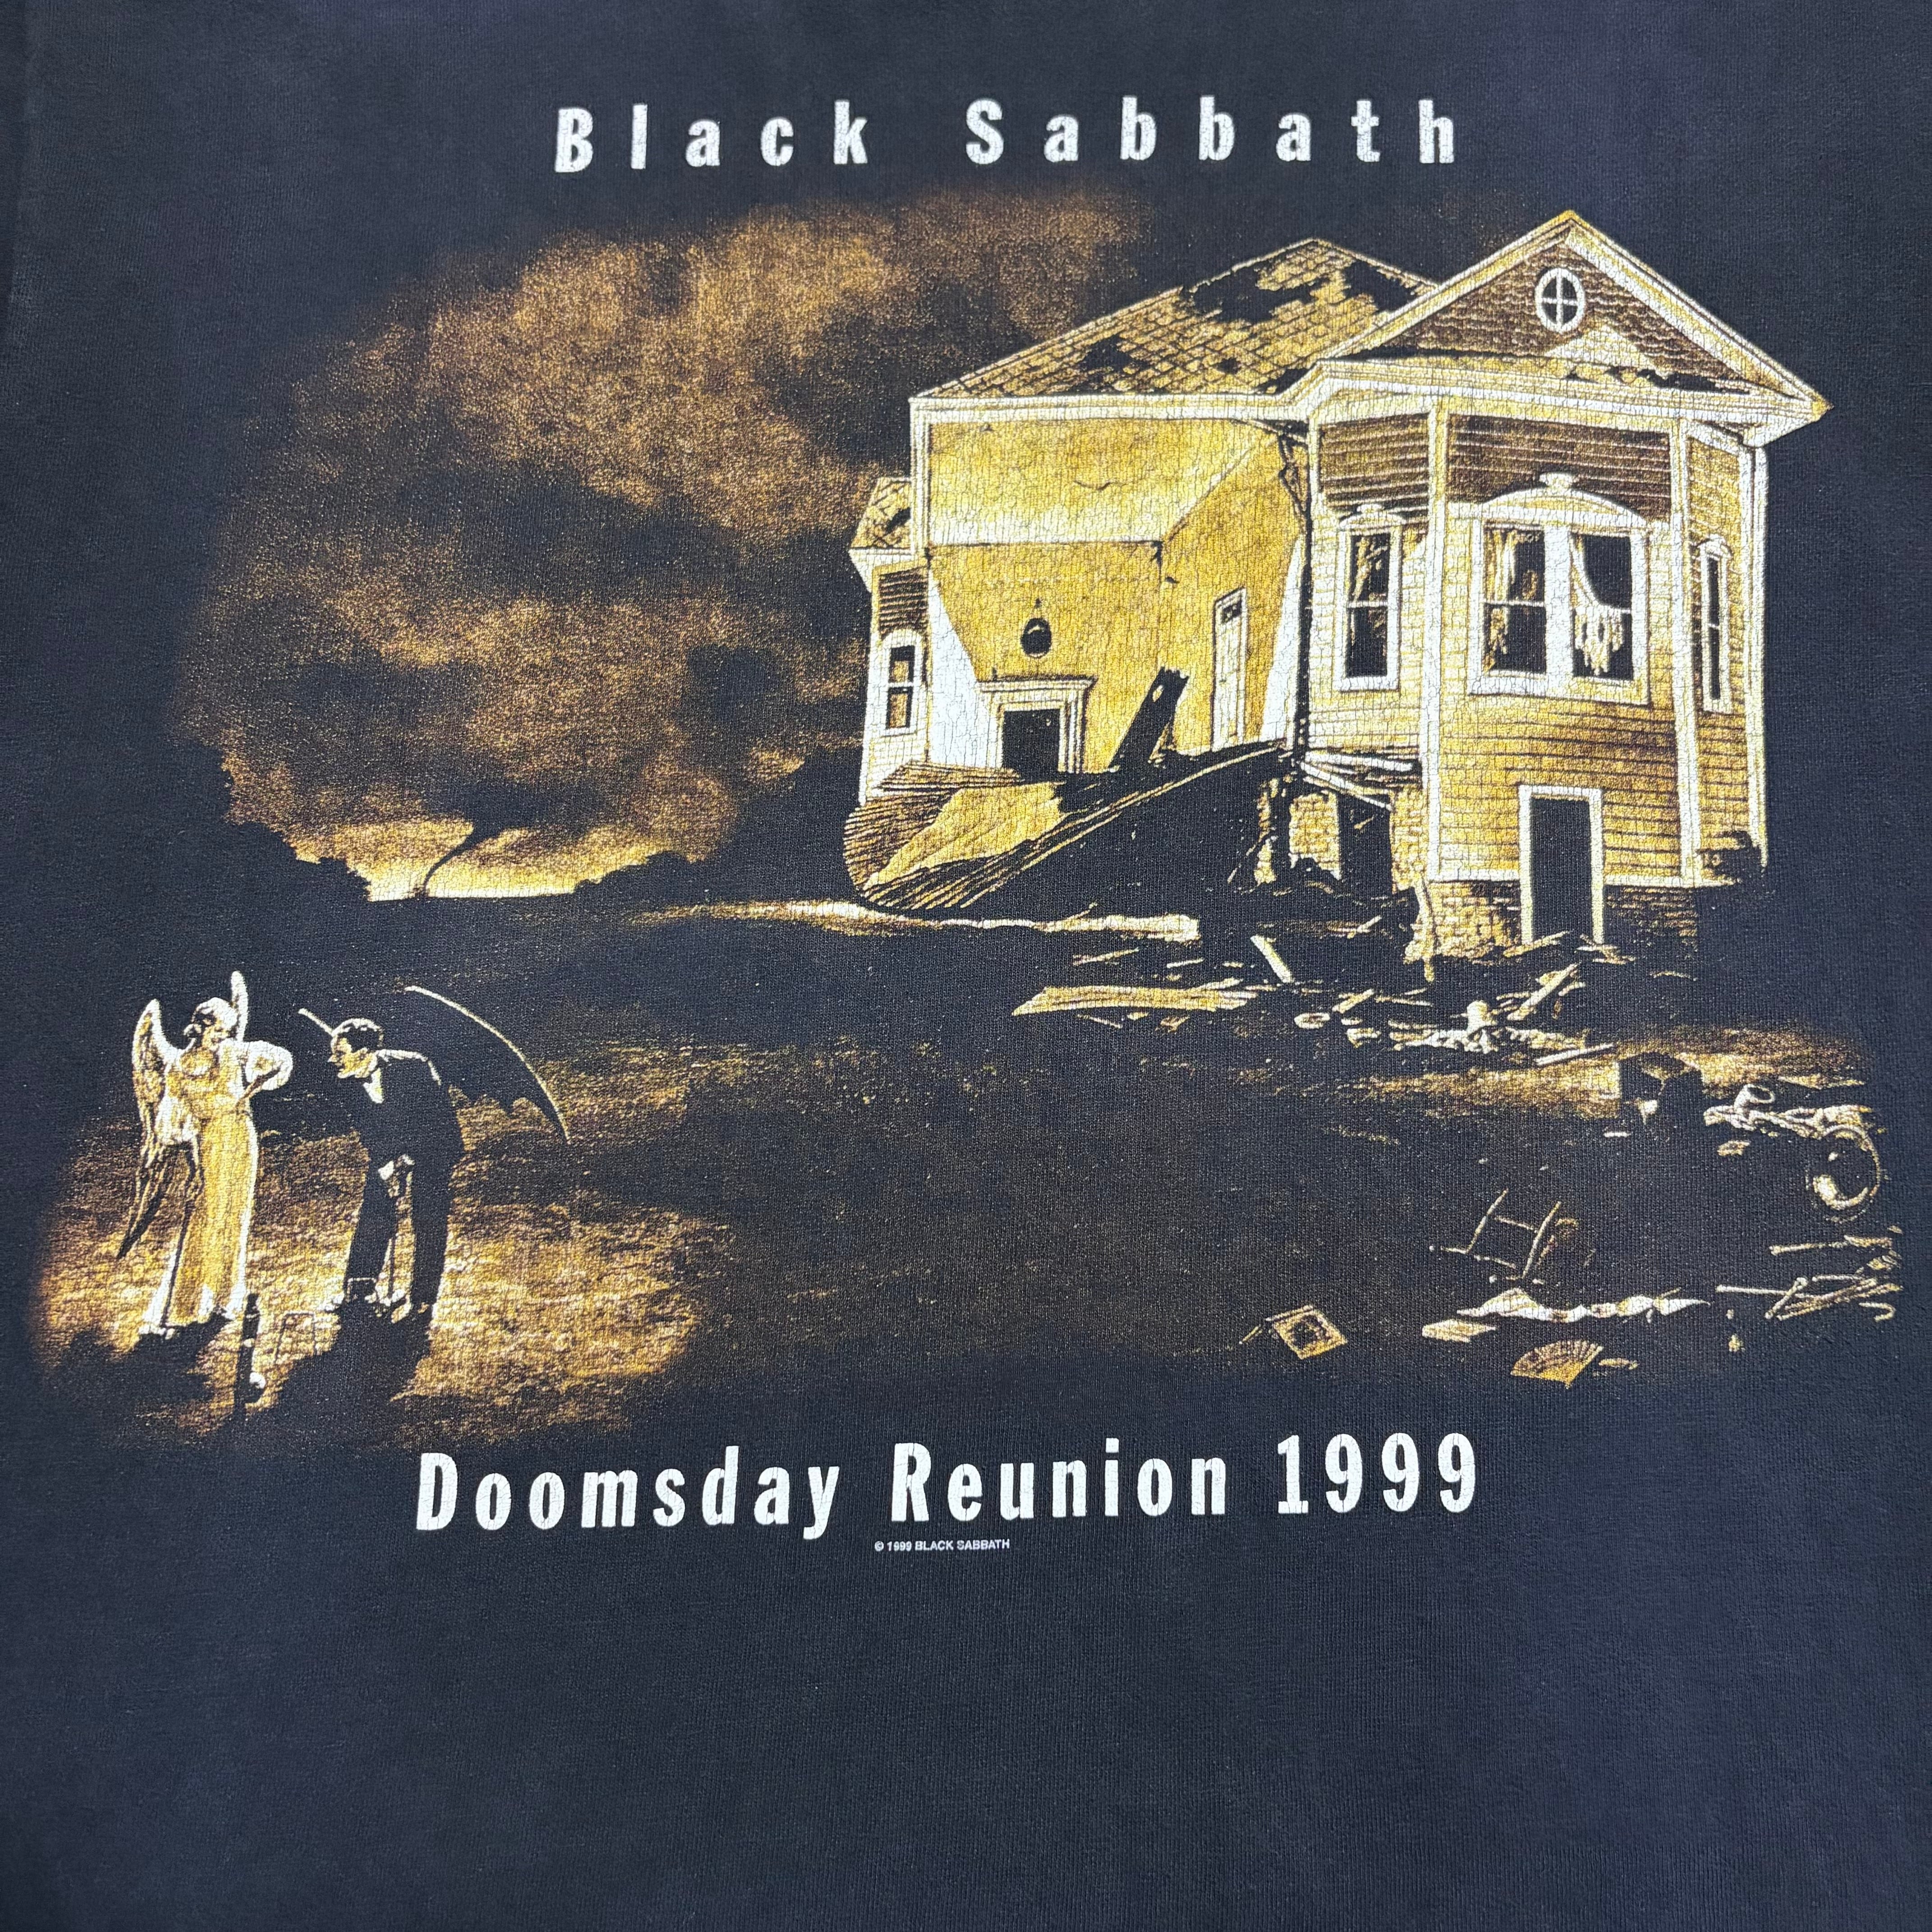 Black Sabbath
Doomsday Reunion 1999
© 1999 BLACK SABBATH